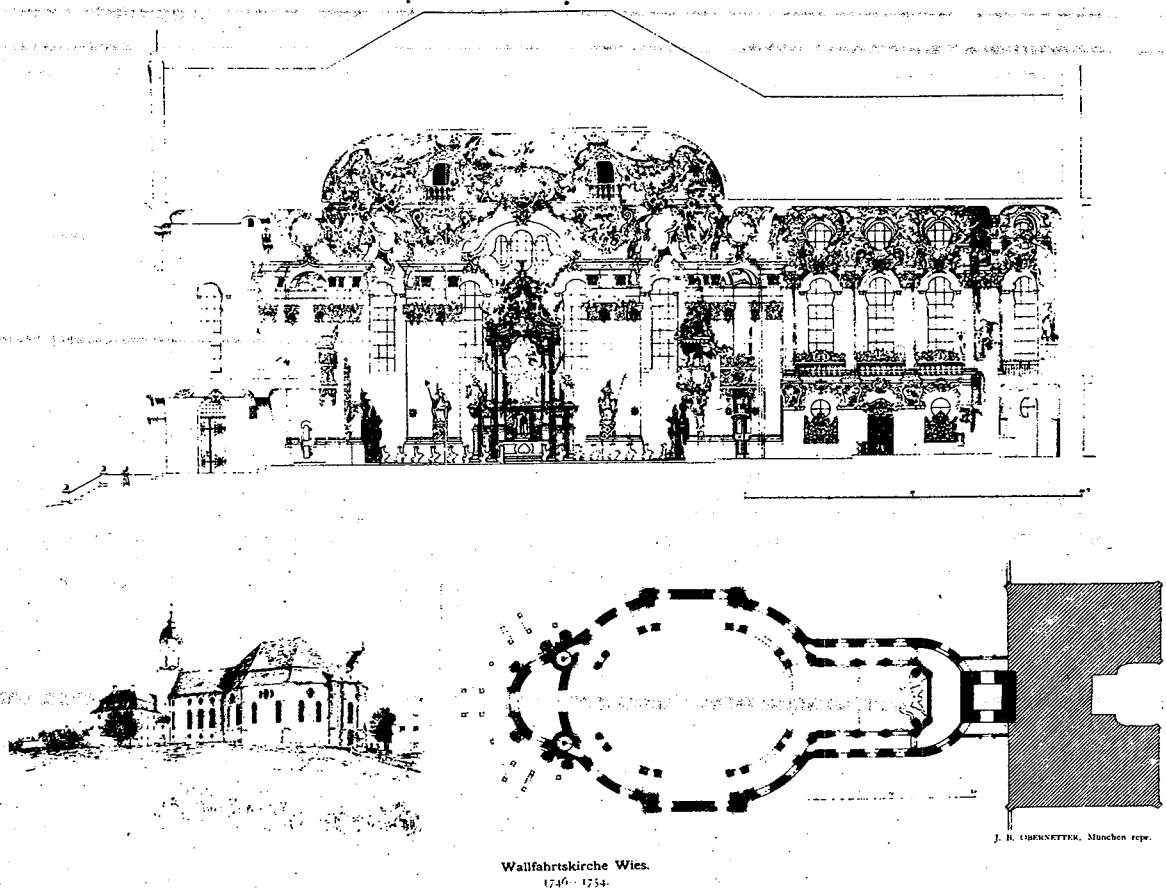 J. B. OBERNETTER, München repr.
Wallfahrtskirche Wies.
1746–1754.